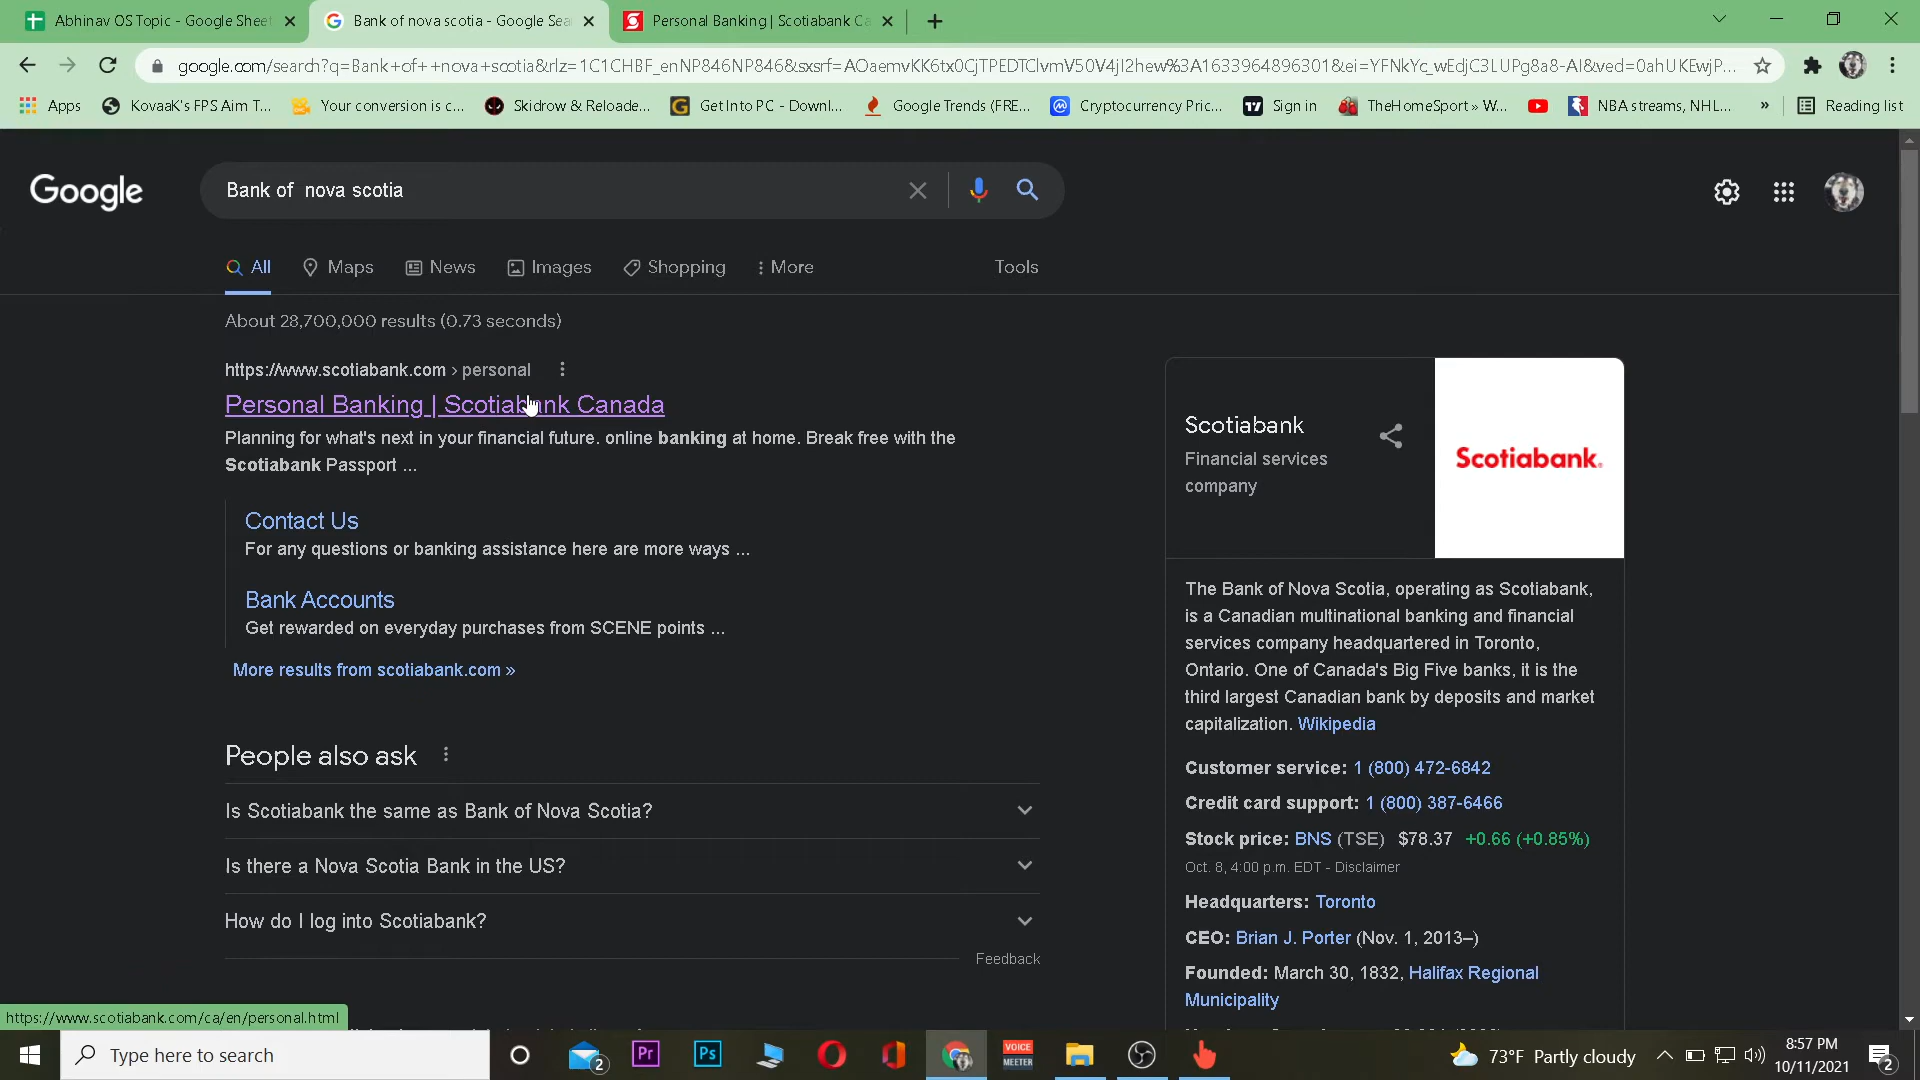 Abhinav OS Topic - Google Sheet
Bank of nova scotia - Google Sea
Personal Banking | Scotiabank Ca
google.com/search?q=Bank+of++nova+scotia&rlz=1C1CHBF_enNP846NP846&sxsrf=AOaemvKK6tx0CjTPEDTClvmV50V4jI2hew%3A1633964896301&ei=YFNkYc_wEdjC3LUPg8a8-AI&ved=0ahUKEwjP...
Apps
KovaaK's FPS Aim T...
Your conversion is c...
Skidrow & Reloade...
Get Into PC - Downl...
Google Trends (FRE...
Cryptocurrency Pric...
Sign in
TheHomeSport » W...
NBA streams, NHL...
»
Reading list
Google
Bank of  nova scotia
All
Maps
News
Images
Shopping
More
Tools
About 28,700,000 results (0.73 seconds)
https://www.scotiabank.com › personal
Personal Banking | Scotiabank Canada
Planning for what's next in your financial future. online banking at home. Break free with the
Scotiabank Passport ...
Contact Us
For any questions or banking assistance here are more ways ...
Bank Accounts
Get rewarded on everyday purchases from SCENE points ...
More results from scotiabank.com »
People also ask
Is Scotiabank the same as Bank of Nova Scotia?
Is there a Nova Scotia Bank in the US?
How do I log into Scotiabank?
Feedback
Scotiabank
Financial services
company
Scotiabank.
The Bank of Nova Scotia, operating as Scotiabank,
is a Canadian multinational banking and financial
services company headquartered in Toronto,
Ontario. One of Canada's Big Five banks, it is the
third largest Canadian bank by deposits and market
capitalization. Wikipedia
Customer service: 1 (800) 472-6842
Credit card support: 1 (800) 387-6466
Stock price: BNS (TSE) $78.37 +0.66 (+0.85%)
Oct. 8, 4:00 p.m. EDT - Disclaimer
Headquarters: Toronto
CEO: Brian J. Porter (Nov. 1, 2013–)
Founded: March 30, 1832, Halifax Regional
Municipality
https://www.scotiabank.com/ca/en/personal.html
Type here to search
2
Pr
Ps
VOICE
MEETER
73°F Partly cloudy
8:57 PM
10/11/2021
2